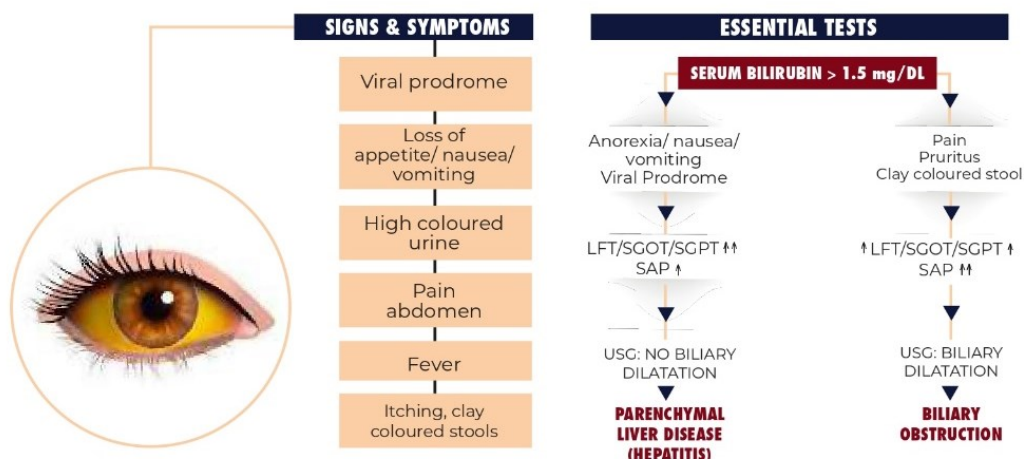 SIGNS & SYMPTOMS
Viral prodrome
Loss of
appetite/ nausea/
vomiting
High coloured
urine
Pain
abdomen
Fever
Itching, clay
coloured stools
ESSENTIAL TESTS
SERUM BILIRUBIN > 1.5 mg/DL
Anorexia/ nausea/
vomiting
Viral Prodrome
LFT/SGOT/SGPT ↑↑
SAP ↑
USG: NO BILIARY
DILATATION
PARENCHYMAL
LIVER DISEASE
(HEPATITIS)
Pain
Pruritus
Clay coloured stool
↑LFT/SGOT/SGPT ↑
SAP ↑↑
USG: BILIARY
DILATATION
BILIARY
OBSTRUCTION